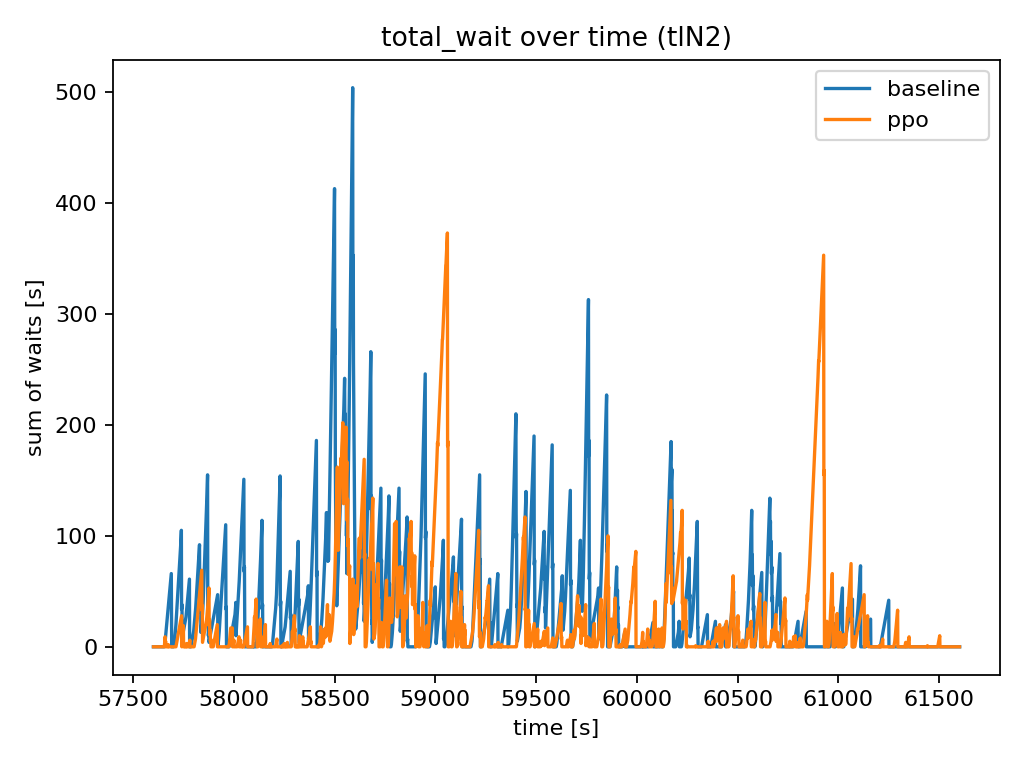 total_wait over time (tlN2)
baseline
ppo
sum of waits [s]
500
400
300
200
100
0
57500 58000 58500 59000 59500 60000 60500 61000 61500
time [s]